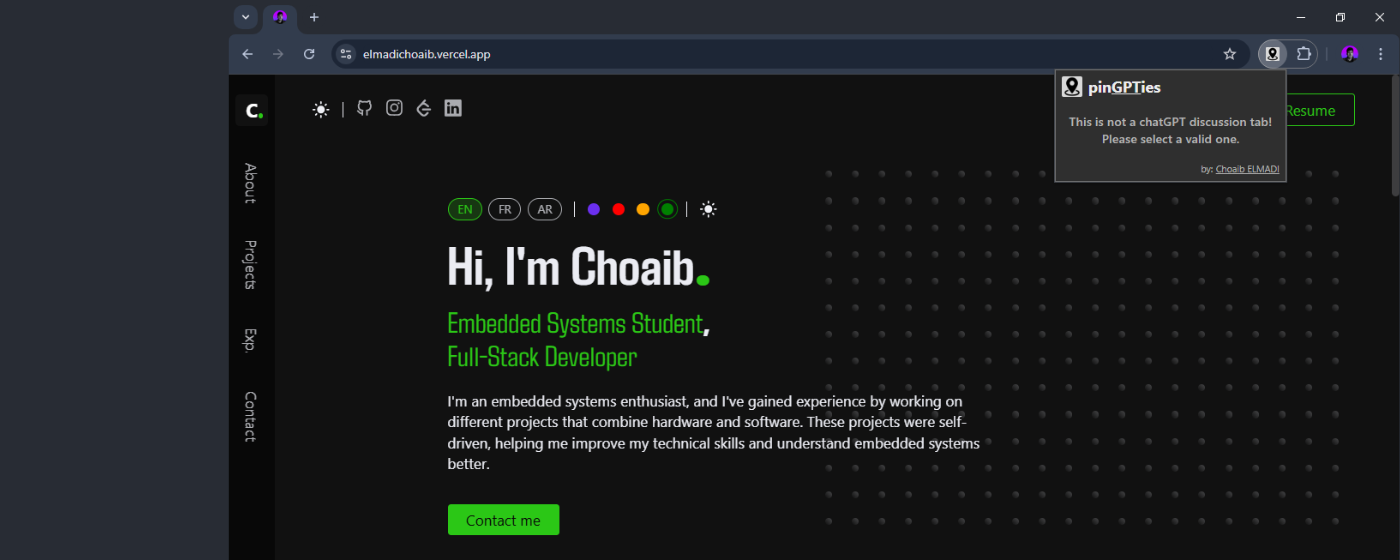 elmadichoaib.vercel.app
pinGPTies
This is not a chatGPT discussion tab!
Please select a valid one.
by: Choaib ELMADI
C.
Resume
About
Projects
Exp.
Contact
EN FR AR
Hi, I'm Choaib.
Embedded Systems Student,
Full-Stack Developer
I'm an embedded systems enthusiast, and I've gained experience by working on
different projects that combine hardware and software. These projects were self-
driven, helping me improve my technical skills and understand embedded systems
better.
Contact me